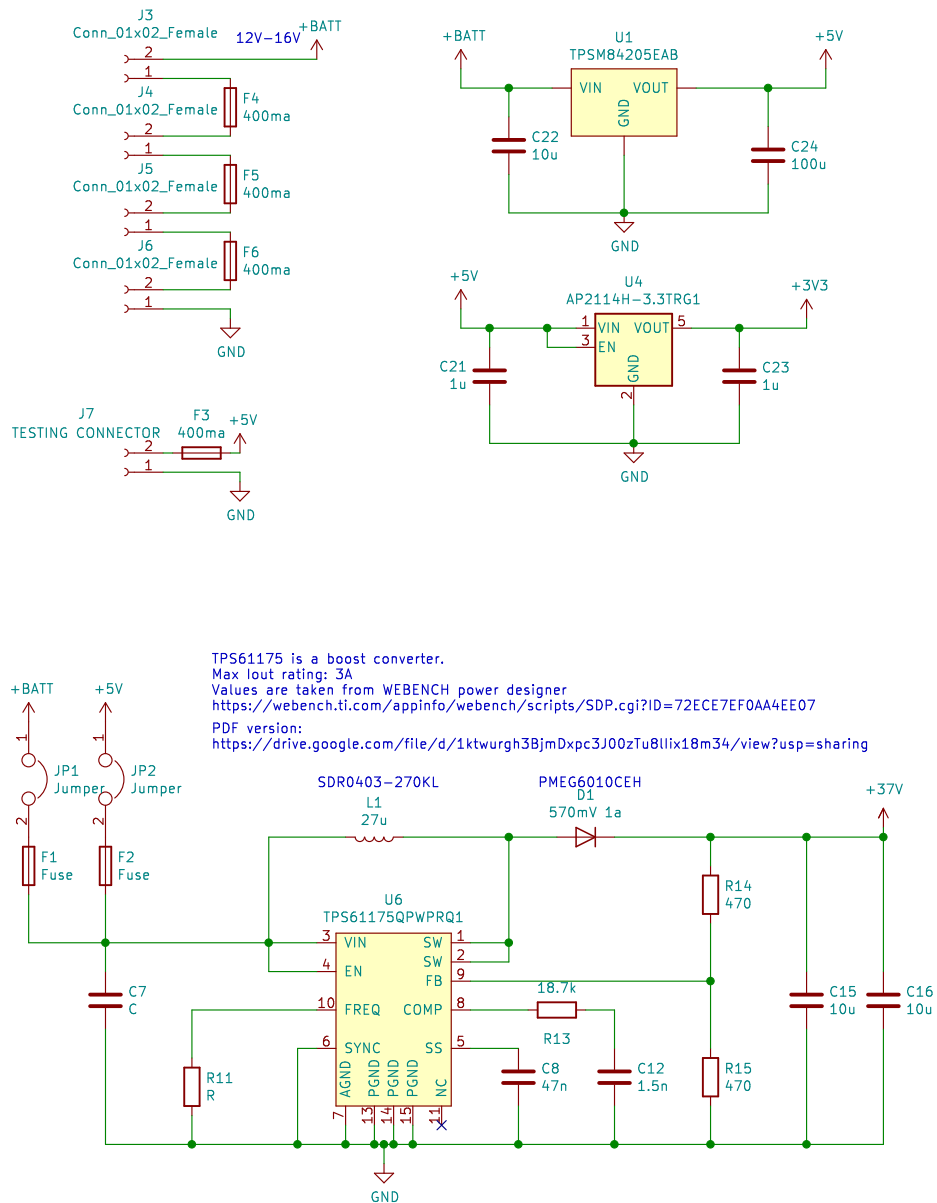 J3
Conn_01x02_Female
2
1
12V-16V
+BATT
J4
Conn_01x02_Female
2
1
F4
400ma
J5
Conn_01x02_Female
2
1
F5
400ma
J6
Conn_01x02_Female
2
1
F6
400ma
GND
+BATT
U1
TPSM84205EAB
+5V
VIN
VOUT
GND
C22
10u
C24
100u
GND
+5V
U4
AP2114H-3.3TRG1
+3V3
1
VIN
VOUT
5
3
EN
GND
2
C21
1u
C23
1u
GND
J7
TESTING CONNECTOR
2
1
F3
400ma
+5V
GND
TPS61175 is a boost converter.
Max Iout rating: 3A
Values are taken from WEBENCH power designer
https://webench.ti.com/appinfo/webench/scripts/SDP.cgi?ID=72ECE7EF0AA4EE07
PDF version:
https://drive.google.com/file/d/1ktwurgh3BjmDxpc3J00zTu8lIix18m34/view?usp=sharing
+BATT
+5V
1
1
JP1
Jumper
JP2
Jumper
2
2
F1
Fuse
F2
Fuse
SDR0403-270KL
L1
27u
PMEG6010CEH
D1
570mV 1a
+37V
U6
TPS61175QPWPRQ1
3
VIN
SW
1
SW
2
4
EN
FB
9
10
FREQ
COMP
8
6
SYNC
SS
5
AGND
PGND
PGND
PGND
NC
7
13
14
15
11
C7
C
R11
R
18.7k
R13
C8
47n
C12
1.5n
R14
470
R15
470
C15
10u
C16
10u
GND